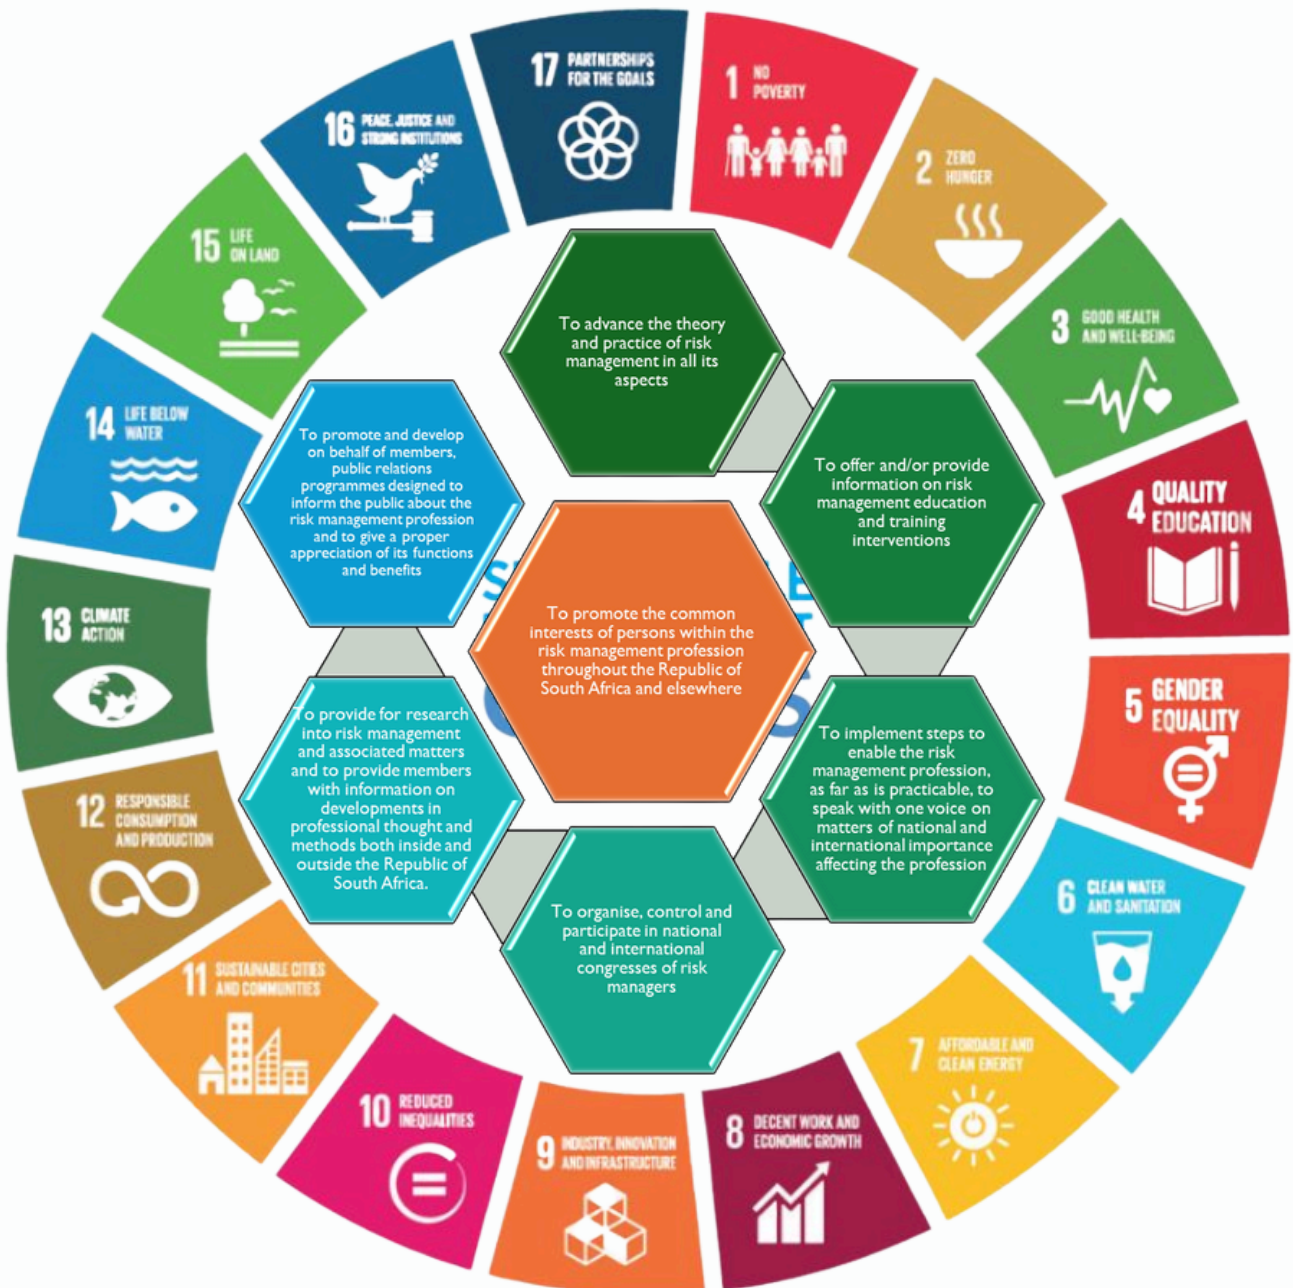 17 PARTNERSHIPS
FOR THE GOALS
1 NO
POVERTY
2 ZERO
HUNGER
3 GOOD HEALTH
AND WELL-BEING
4 QUALITY
EDUCATION
5 GENDER
EQUALITY
6 CLEAN WATER
AND SANITATION
7 AFFORDABLE AND
CLEAN ENERGY
8 DECENT WORK AND
ECONOMIC GROWTH
9 INDUSTRY, INNOVATION
AND INFRASTRUCTURE
10 REDUCED
INEQUALITIES
11 SUSTAINABLE CITIES
AND COMMUNITIES
12 RESPONSIBLE
CONSUMPTION
AND PRODUCTION
13 CLIMATE
ACTION
14 LIFE BELOW
WATER
15 LIFE
ON LAND
16 PEACE, JUSTICE AND
STRONG INSTITUTIONS
To advance the theory
and practice of risk
management in all its
aspects
To offer and/or provide
information on risk
management education
and training
interventions
To implement steps to
enable the risk
management profession,
as far as is practicable, to
speak with one voice on
matters of national and
international importance
affecting the profession
To organise, control and
participate in national
and international
congresses of risk
managers
To provide for research
into risk management
and associated matters
and to provide members
with information on
developments in
professional thought and
methods both inside and
outside the Republic of
South Africa.
To promote and develop
on behalf of members,
public relations
programmes designed to
inform the public about the
risk management profession
and to give a proper
appreciation of its functions
and benefits
To promote the common
interests of persons within the
risk management profession
throughout the Republic of
South Africa and elsewhere